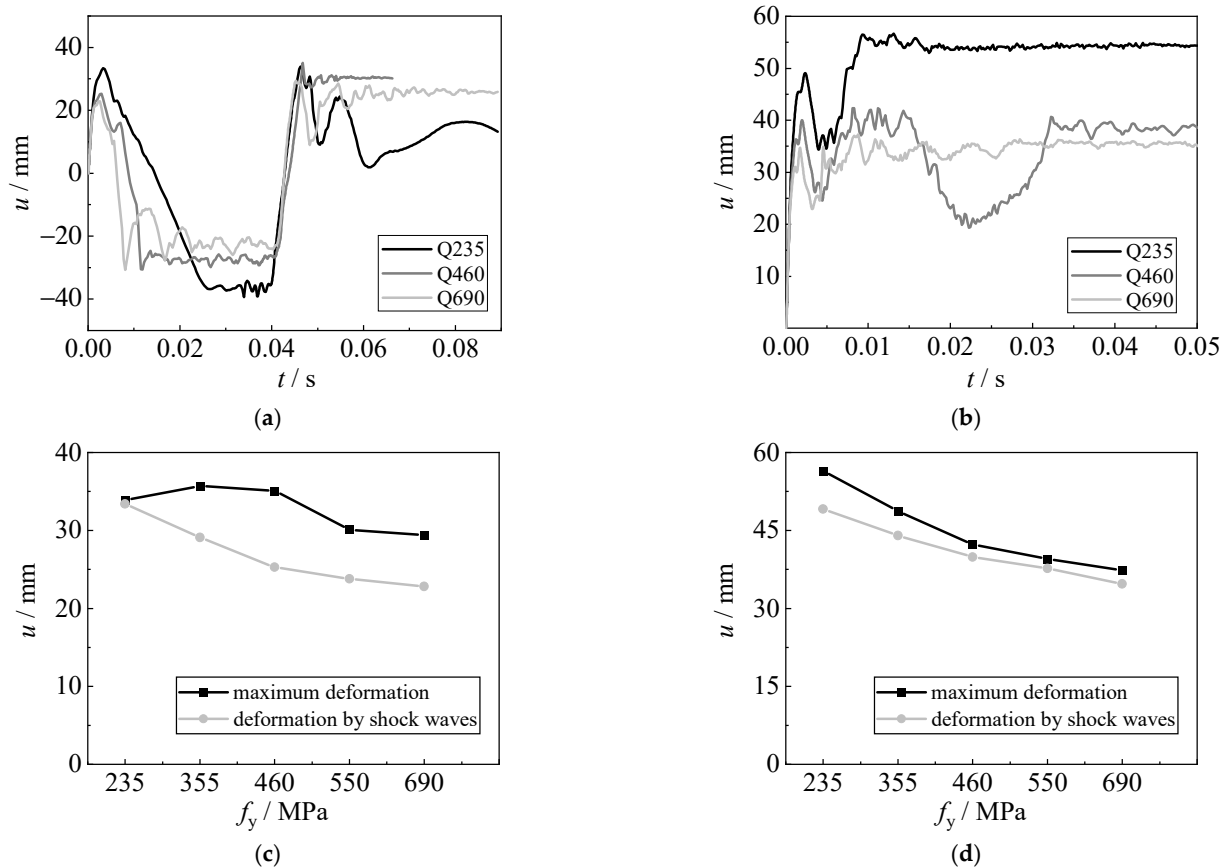 40
20
0
−20
−40
u / mm
Q235
Q460
Q690
0.00 0.02 0.04 0.06 0.08
t / s
(a)
60
50
40
30
20
10
u / mm
Q235
Q460
Q690
0.00 0.01 0.02 0.03 0.04 0.05
t / s
(b)
40
30
20
10
0
u / mm
maximum deformation
deformation by shock waves
235 355 460 550 690
fy / MPa
(c)
60
45
30
15
0
u / mm
maximum deformation
deformation by shock waves
235 355 460 550 690
fy / MPa
(d)